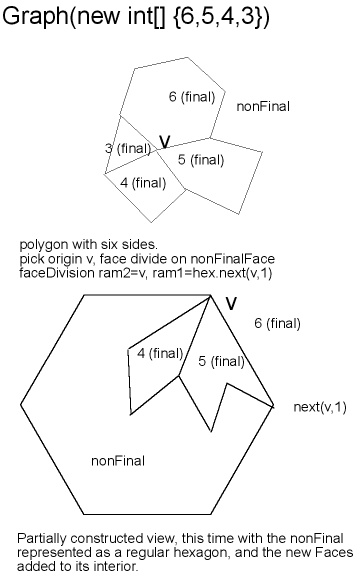 Graph(new int[] {6,5,4,3})
6 (final)
nonFinal
3 (final)
v
5 (final)
4 (final)
polygon with six sides.
pick origin v, face divide on nonFinalFace
faceDivision ram2=v, ram1=hex.next(v,1)
v
6 (final)
4 (final)
5 (final)
next(v,1)
nonFinal
Partially constructed view, this time with the nonFinal
represented as a regular hexagon, and the new Faces
added to its interior.